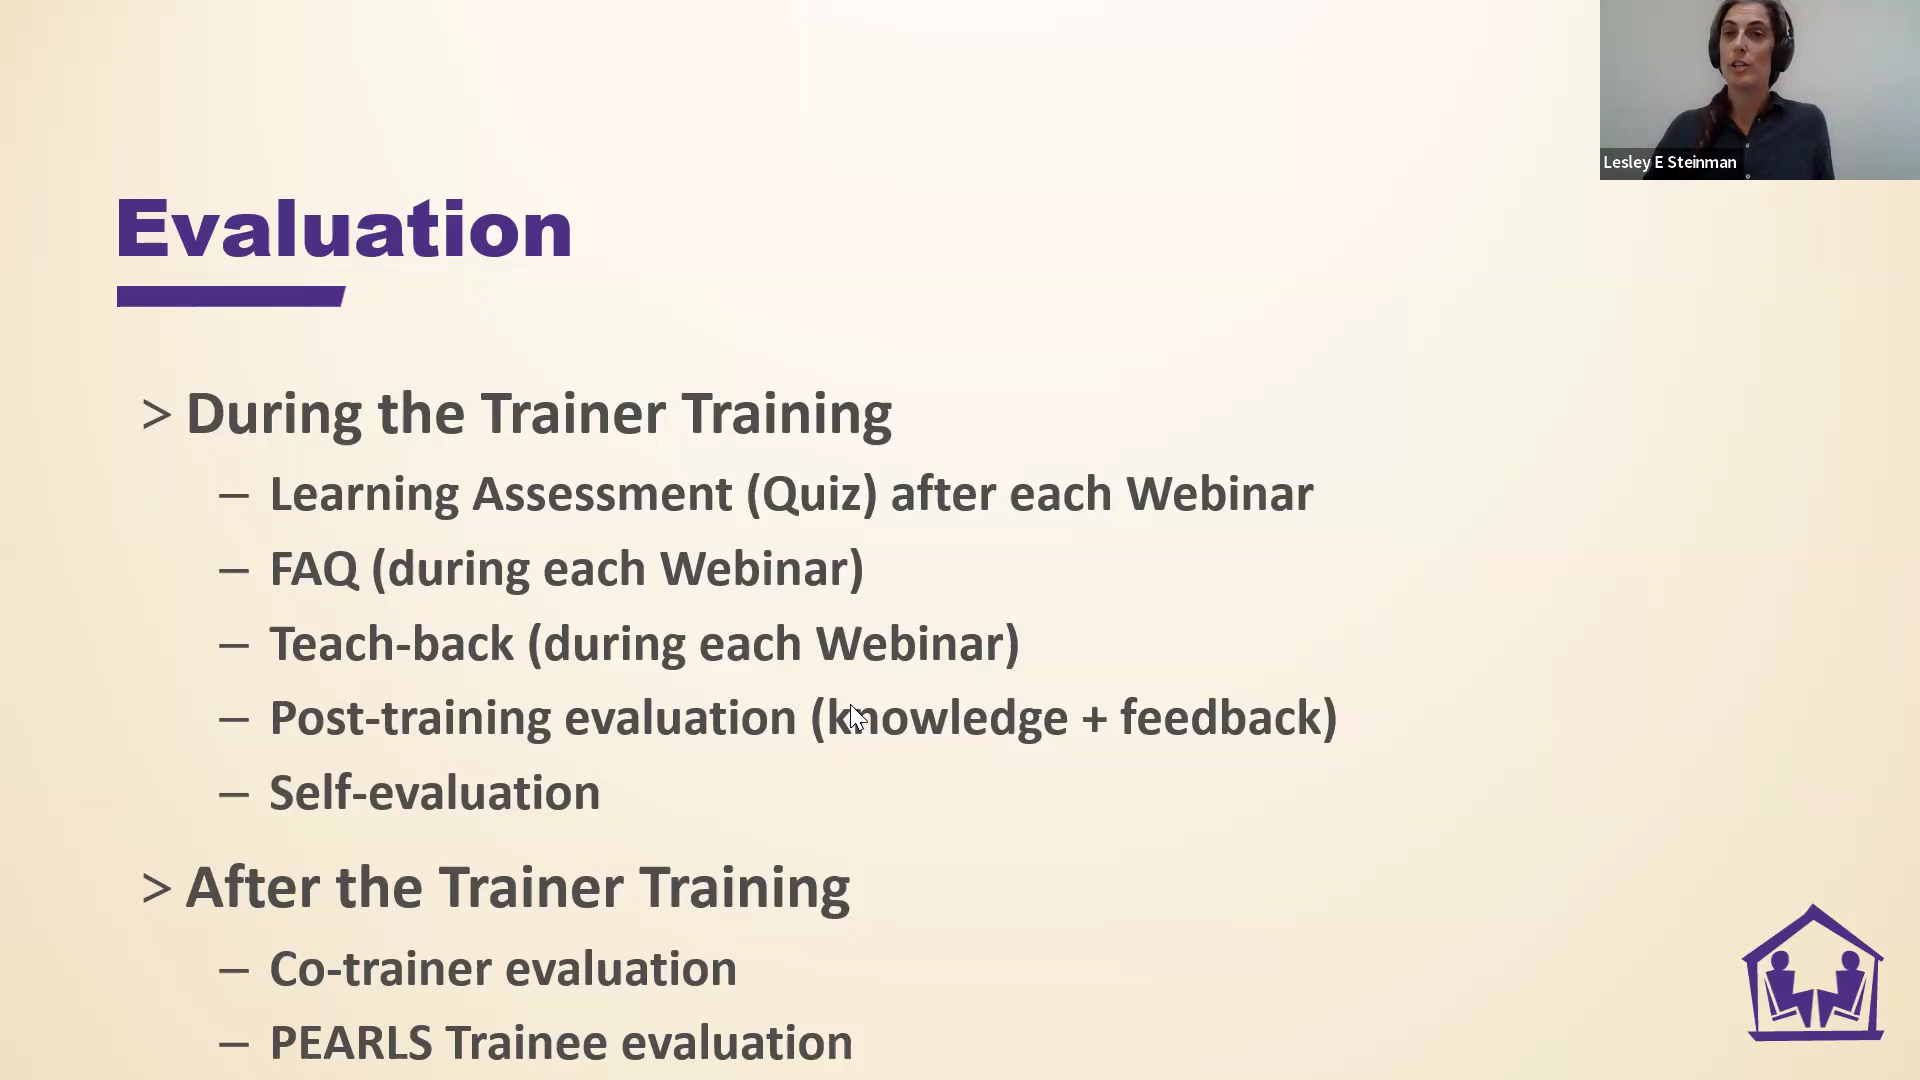 Lesley E Steinman
Evaluation
> During the Trainer Training
– Learning Assessment (Quiz) after each Webinar
– FAQ (during each Webinar)
– Teach-back (during each Webinar)
– Post-training evaluation (knowledge + feedback)
– Self-evaluation
> After the Trainer Training
– Co-trainer evaluation
– PEARLS Trainee evaluation